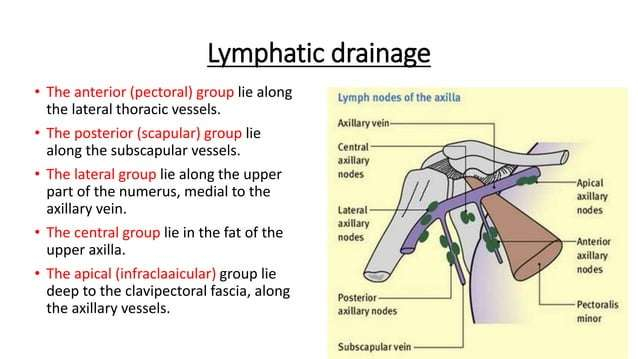 Lymphatic drainage
• The anterior (pectoral) group lie along
the lateral thoracic vessels.
• The posterior (scapular) group lie
along the subscapular vessels.
• The lateral group lie along the upper
part of the numerus, medial to the
axillary vein.
• The central group lie in the fat of the
upper axilla.
• The apical (infraclaaicular) group lie
deep to the clavipectoral fascia, along
the axillary vessels.
Lymph nodes of the axilla
Axillary vein
Central
axillary
nodes
Lateral
axillary
nodes
Posterior
axillary nodes
Subscapular vein
Apical
axillary
nodes
Anterior
axillary
nodes
Pectoralis
minor